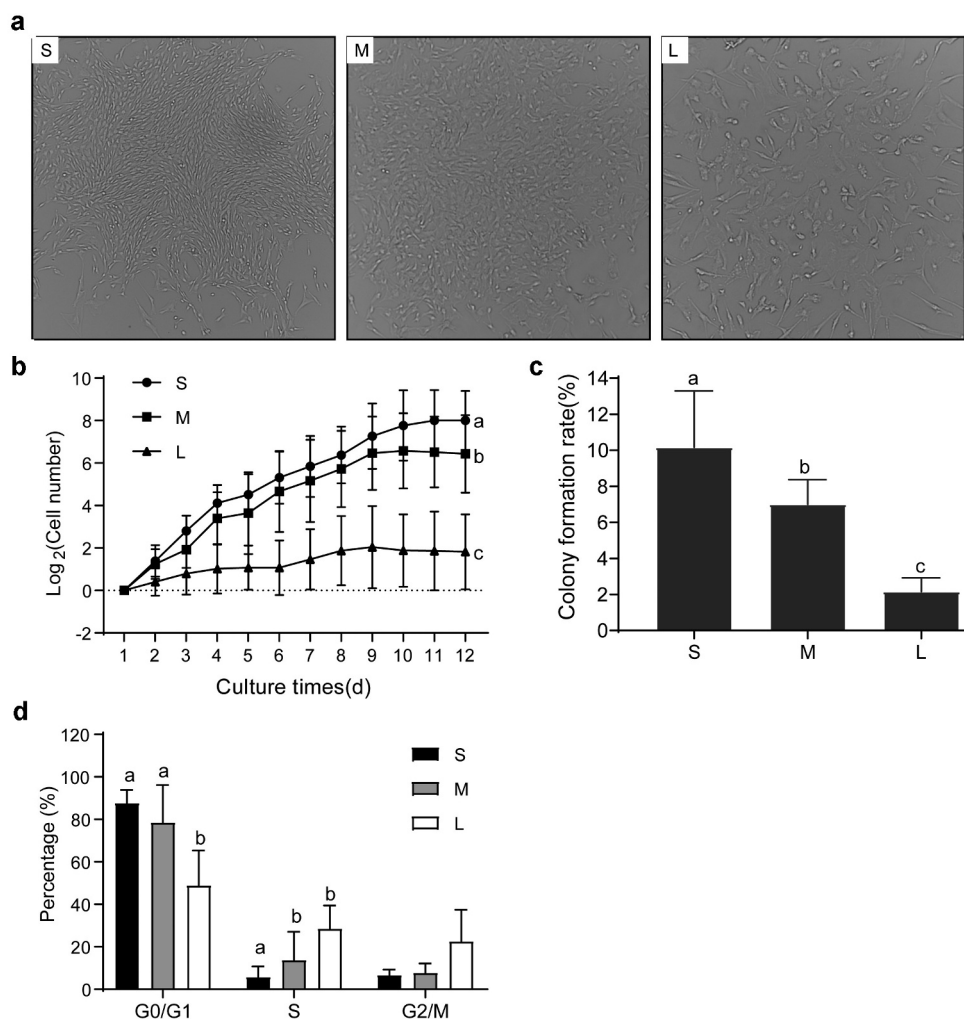 a
S
M
L
b
10
8
6
4
2
0
-2
Log2(Cell number)
S
M
L
a
b
c
1 2 3 4 5 6 7 8 9 10 11 12
Culture times(d)
c
14
12
10
8
6
4
2
0
Colony formation rate(%)
a
b
c
S M L
d
120
100
80
60
40
20
0
Percentage (%)
S
M
L
a a b
a b b
G0/G1 S G2/M